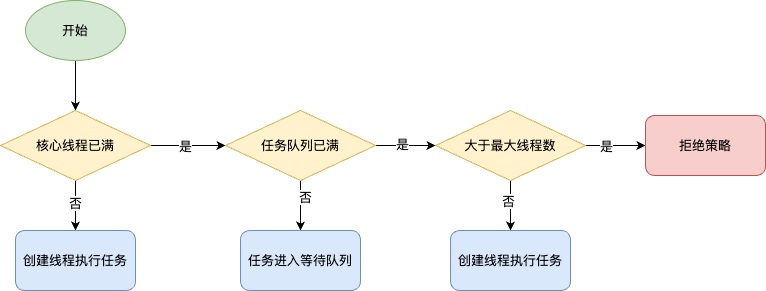 开始
核心线程已满
是
任务队列已满
是
大于最大线程数
是
拒绝策略
否
否
否
创建线程执行任务
任务进入等待队列
创建线程执行任务